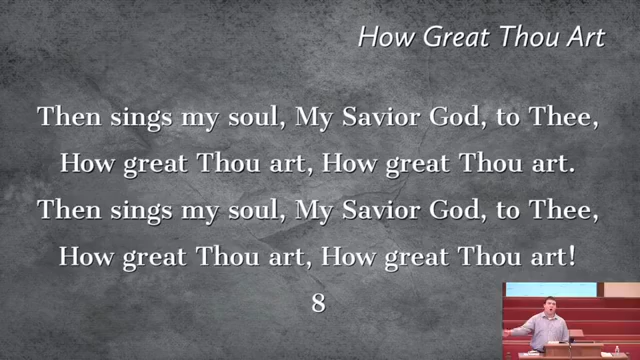 How Great Thou Art
Then sings my soul, My Savior God, to Thee,
How great Thou art, How great Thou art.
Then sings my soul, My Savior God, to Thee,
How great Thou art, How great Thou art!
8